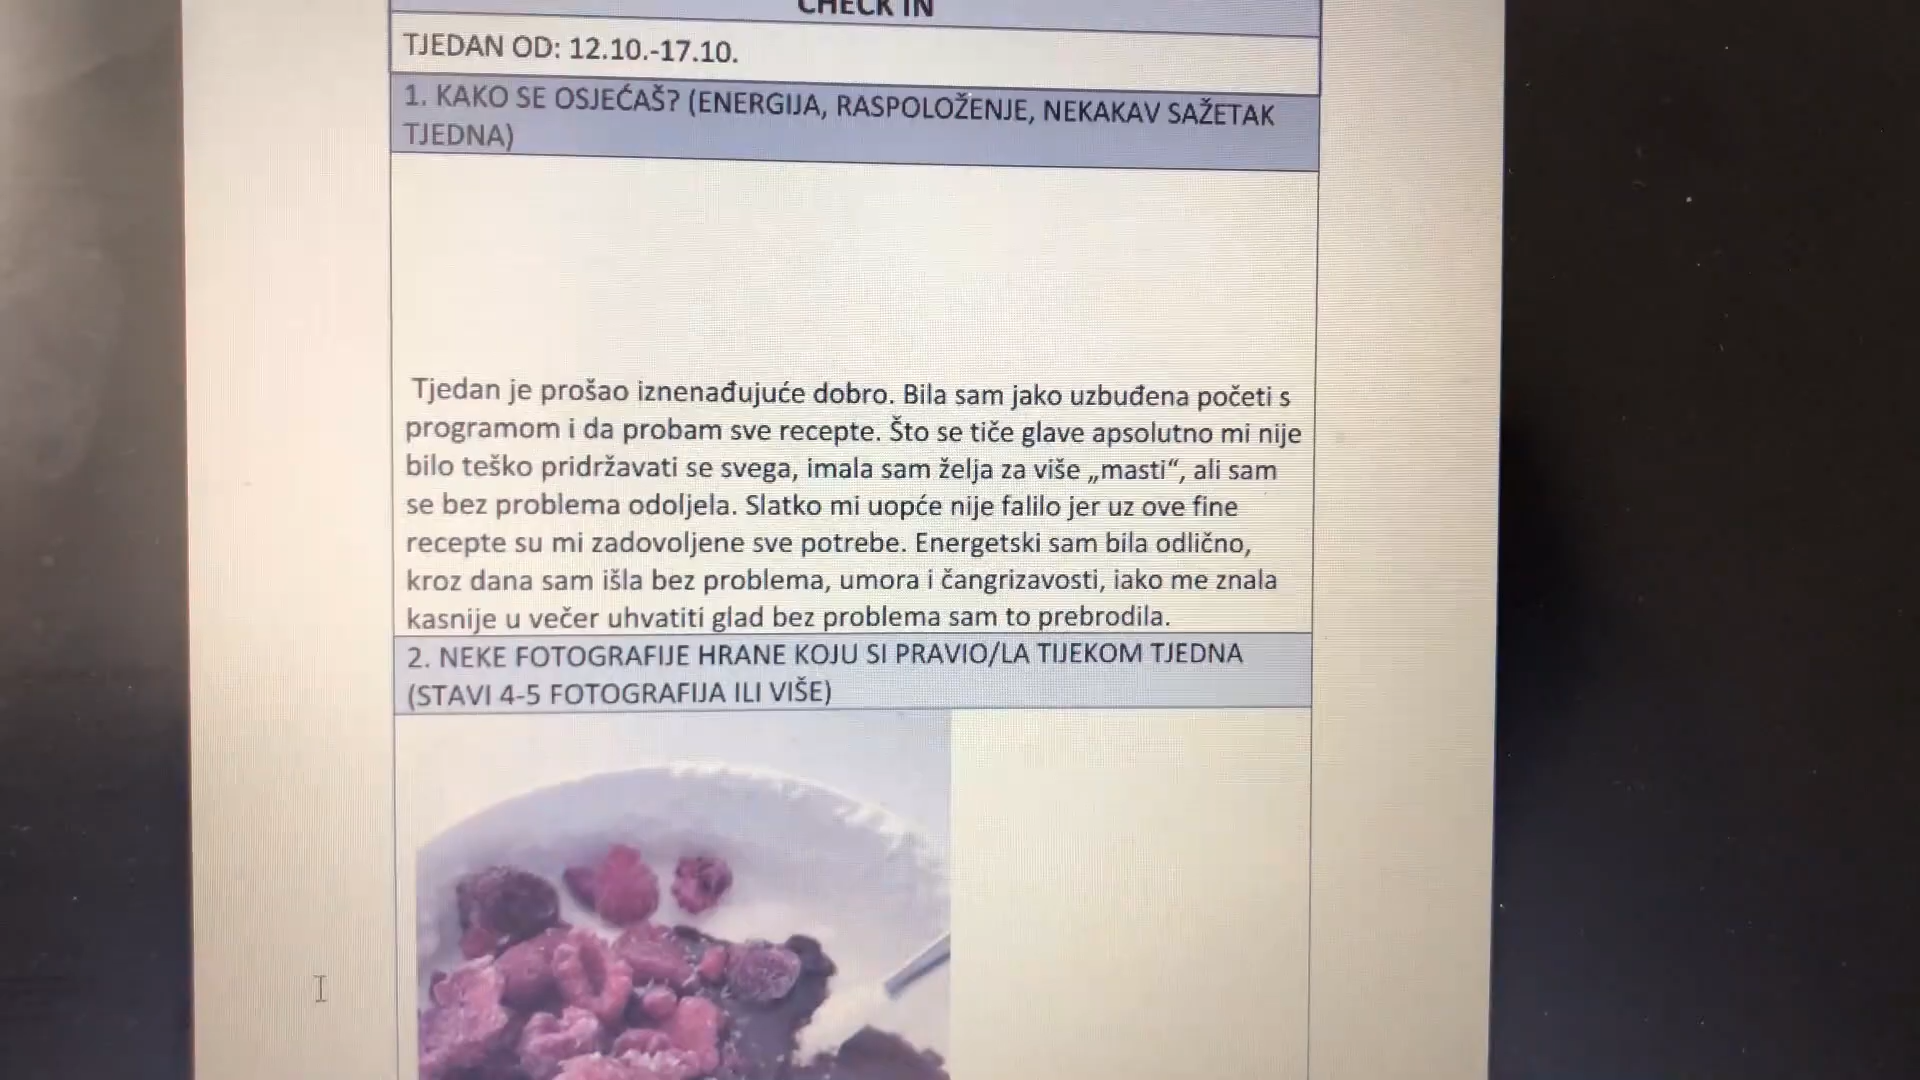 CHECK IN
TJEDAN OD: 12.10.-17.10.
1. KAKO SE OSJEĆAŠ? (ENERGIJA, RASPOLOŽENJE, NEKAKAV SAŽETAK
TJEDNA)
Tjedan je prošao iznenađujuće dobro. Bila sam jako uzbuđena početi s
programom i da probam sve recepte. Što se tiče glave apsolutno mi nije
bilo teško pridržavati se svega, imala sam želja za više „masti“, ali sam
se bez problema odoljela. Slatko mi uopće nije falilo jer uz ove fine
recepte su mi zadovoljene sve potrebe. Energetski sam bila odlično,
kroz dana sam išla bez problema, umora i čangrizavosti, iako me znala
kasnije u večer uhvatiti glad bez problema sam to prebrodila.
2. NEKE FOTOGRAFIJE HRANE KOJU SI PRAVIO/LA TIJEKOM TJEDNA
(STAVI 4-5 FOTOGRAFIJA ILI VIŠE)